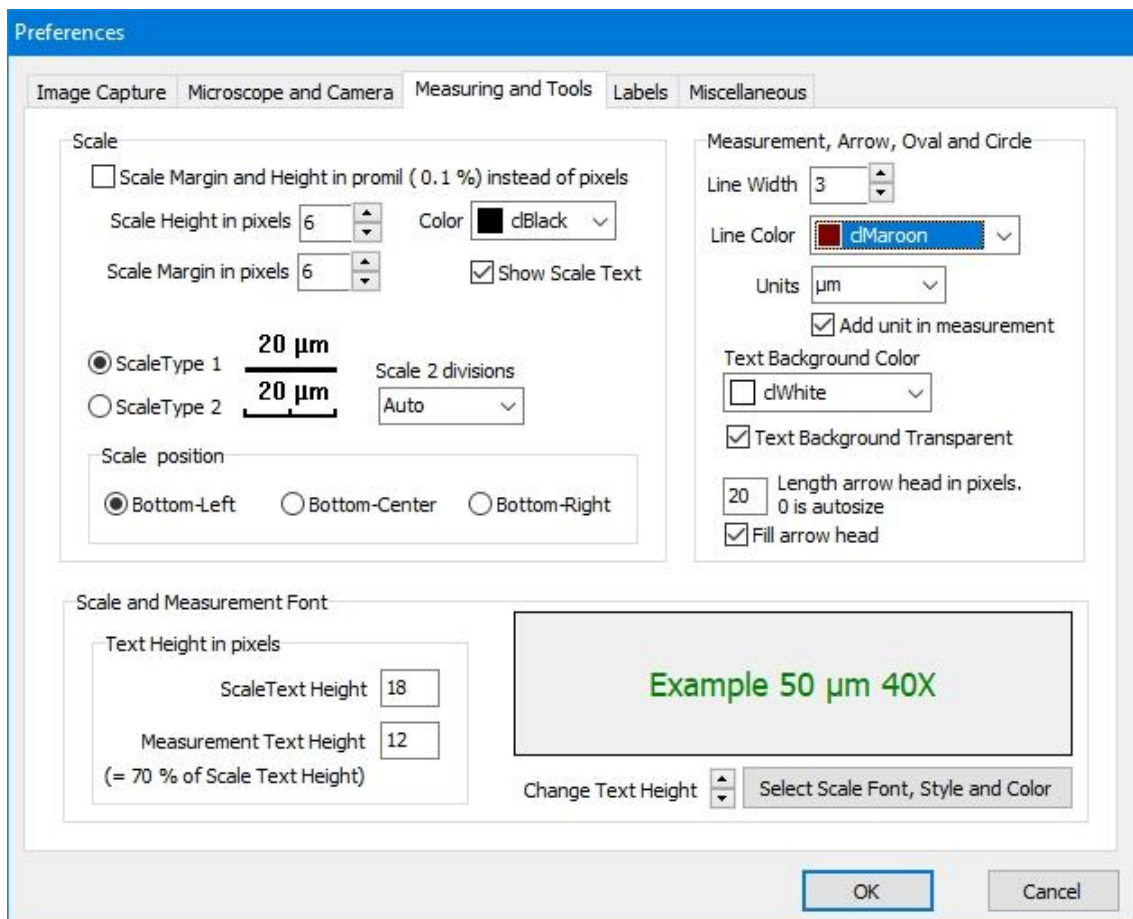 Preferences
Image Capture Microscope and Camera Measuring and Tools Labels Miscellaneous
Scale
Scale Margin and Height in promil ( 0.1 %) instead of pixels
Scale Height in pixels 6 Color clBlack
Scale Margin in pixels 6 Show Scale Text
ScaleType 1 20 µm
ScaleType 2 20 µm
Scale 2 divisions
Auto
Scale position
Bottom-Left Bottom-Center Bottom-Right
Measurement, Arrow, Oval and Circle
Line Width 3
Line Color clMaroon
Units µm
Add unit in measurement
Text Background Color
clWhite
Text Background Transparent
20 Length arrow head in pixels.
0 is autosize
Fill arrow head
Scale and Measurement Font
Text Height in pixels
ScaleText Height 18
Measurement Text Height 12
(= 70 % of Scale Text Height)
Example 50 µm 40X
Change Text Height Select Scale Font, Style and Color
OK Cancel